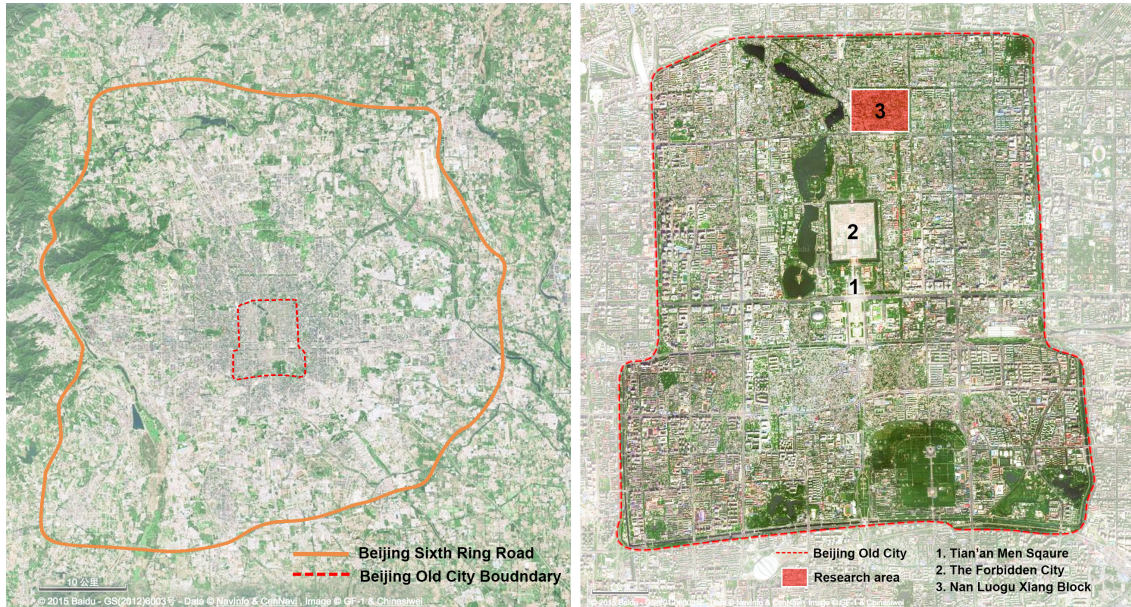 Beijing Sixth Ring Road
Beijing Old City Boudndary
10 公里
© 2015 Baidu - GS(2012)6003号 - Data © NavInfo & CenNavi, Image © GF-1 & Chinasiwei
3
2
1
Beijing Old City
Research area
1. Tian'an Men Sqaure
2. The Forbidden City
3. Nan Luogu Xiang Block